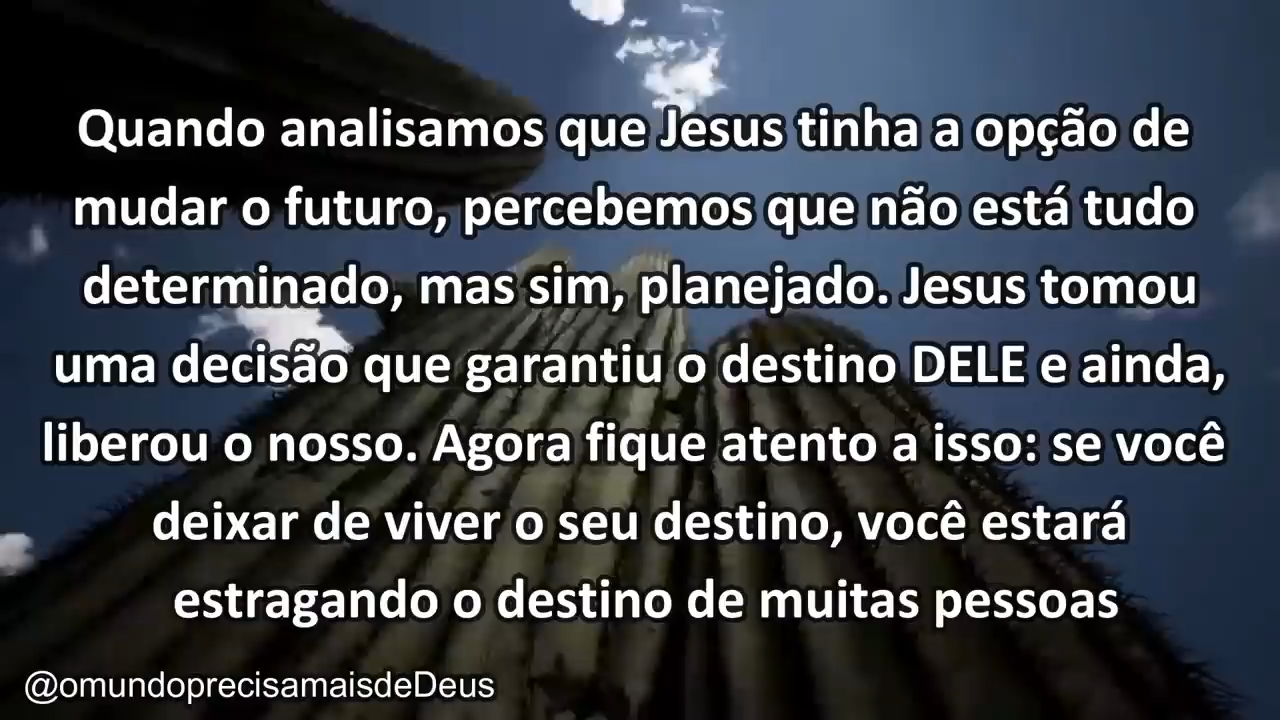 Quando analisamos que Jesus tinha a opção de
mudar o futuro, percebemos que não está tudo
determinado, mas sim, planejado. Jesus tomou
uma decisão que garantiu o destino DELE e ainda,
liberou o nosso. Agora fique atento a isso: se você
deixar de viver o seu destino, você estará
estragando o destino de muitas pessoas
@omundoprecisamaisdeDeus